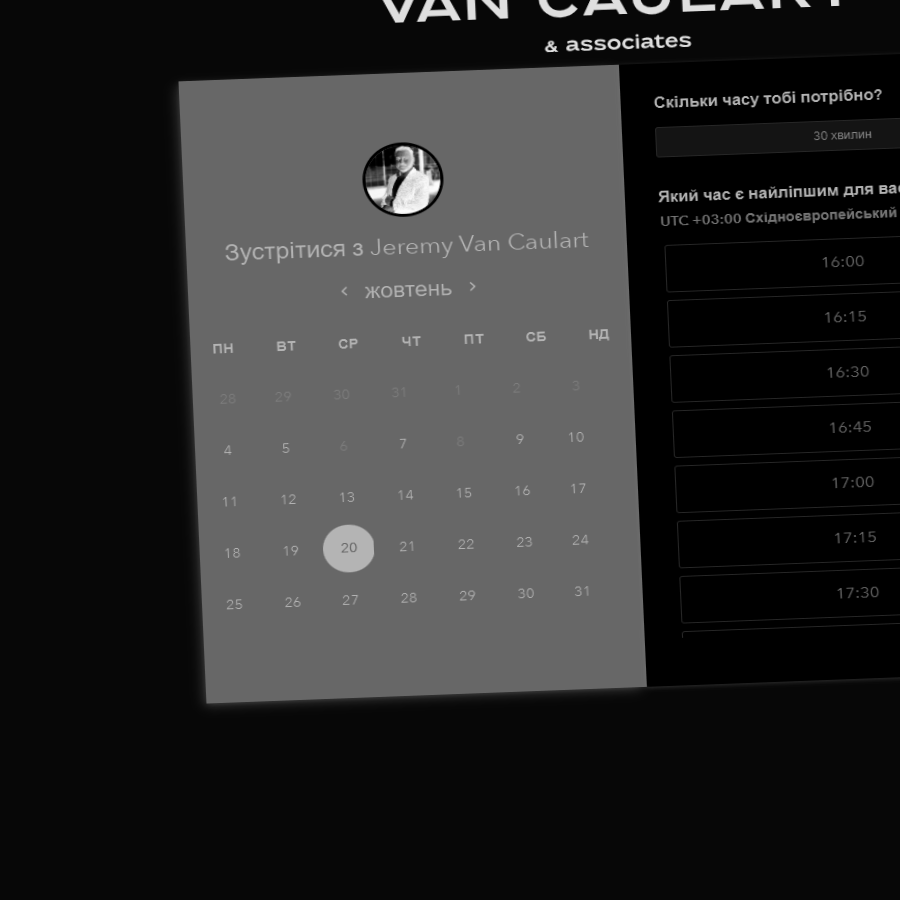 VAN CAULART
& associates
Зустрітися з Jeremy Van Caulart
жовтень
ПН ВТ СР ЧТ ПТ СБ НД
28 29 30 31 1 2 3
4 5 6 7 8 9 10
11 12 13 14 15 16 17
18 19 20 21 22 23 24
25 26 27 28 29 30 31
Скільки часу тобі потрібно?
30 хвилин
Який час є найліпшим для вас
UTC +03:00 Східноєвропейський
16:00
16:15
16:30
16:45
17:00
17:15
17:30